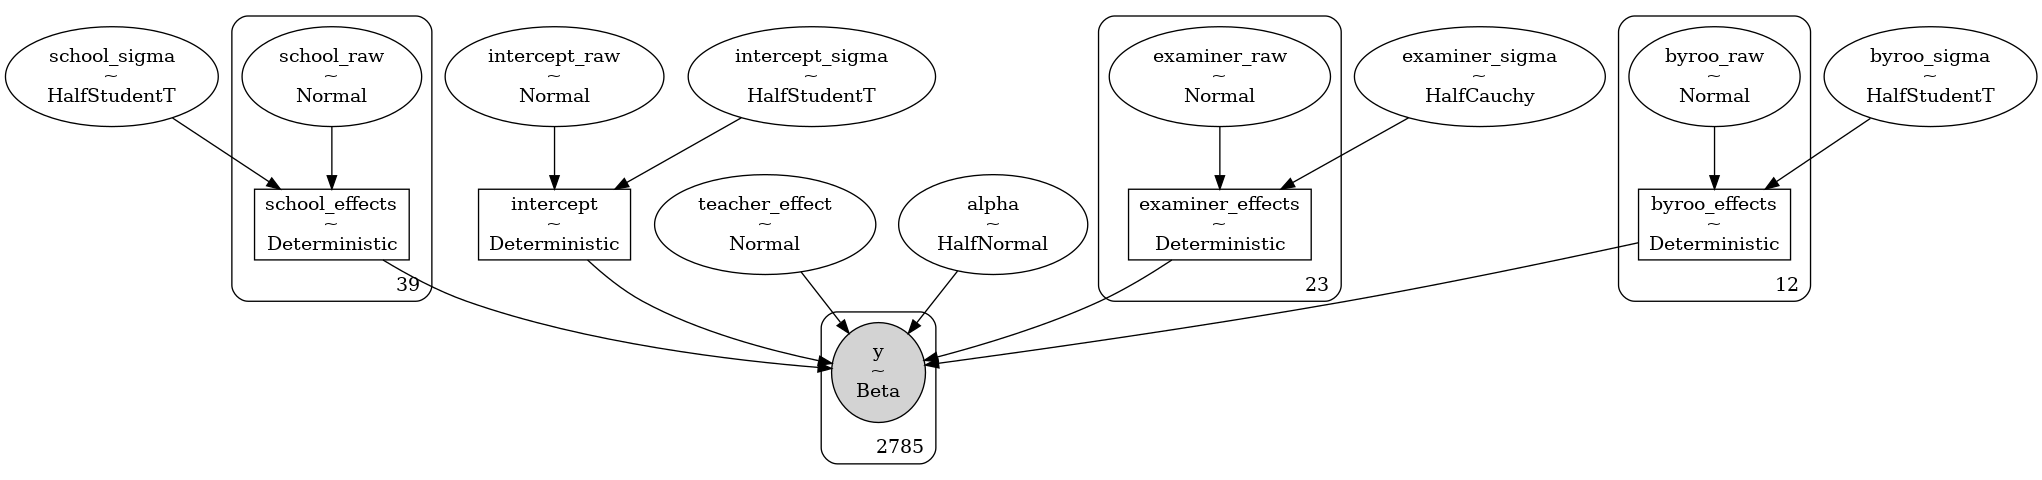 school_sigma
~
HalfStudentT
school_raw
~
Normal
intercept_raw
~
Normal
intercept_sigma
~
HalfStudentT
examiner_raw
~
Normal
examiner_sigma
~
HalfCauchy
byroo_raw
~
Normal
byroo_sigma
~
HalfStudentT
school_effects
~
Deterministic
39
intercept
~
Deterministic
teacher_effect
~
Normal
alpha
~
HalfNormal
examiner_effects
~
Deterministic
23
byroo_effects
~
Deterministic
12
y
~
Beta
2785